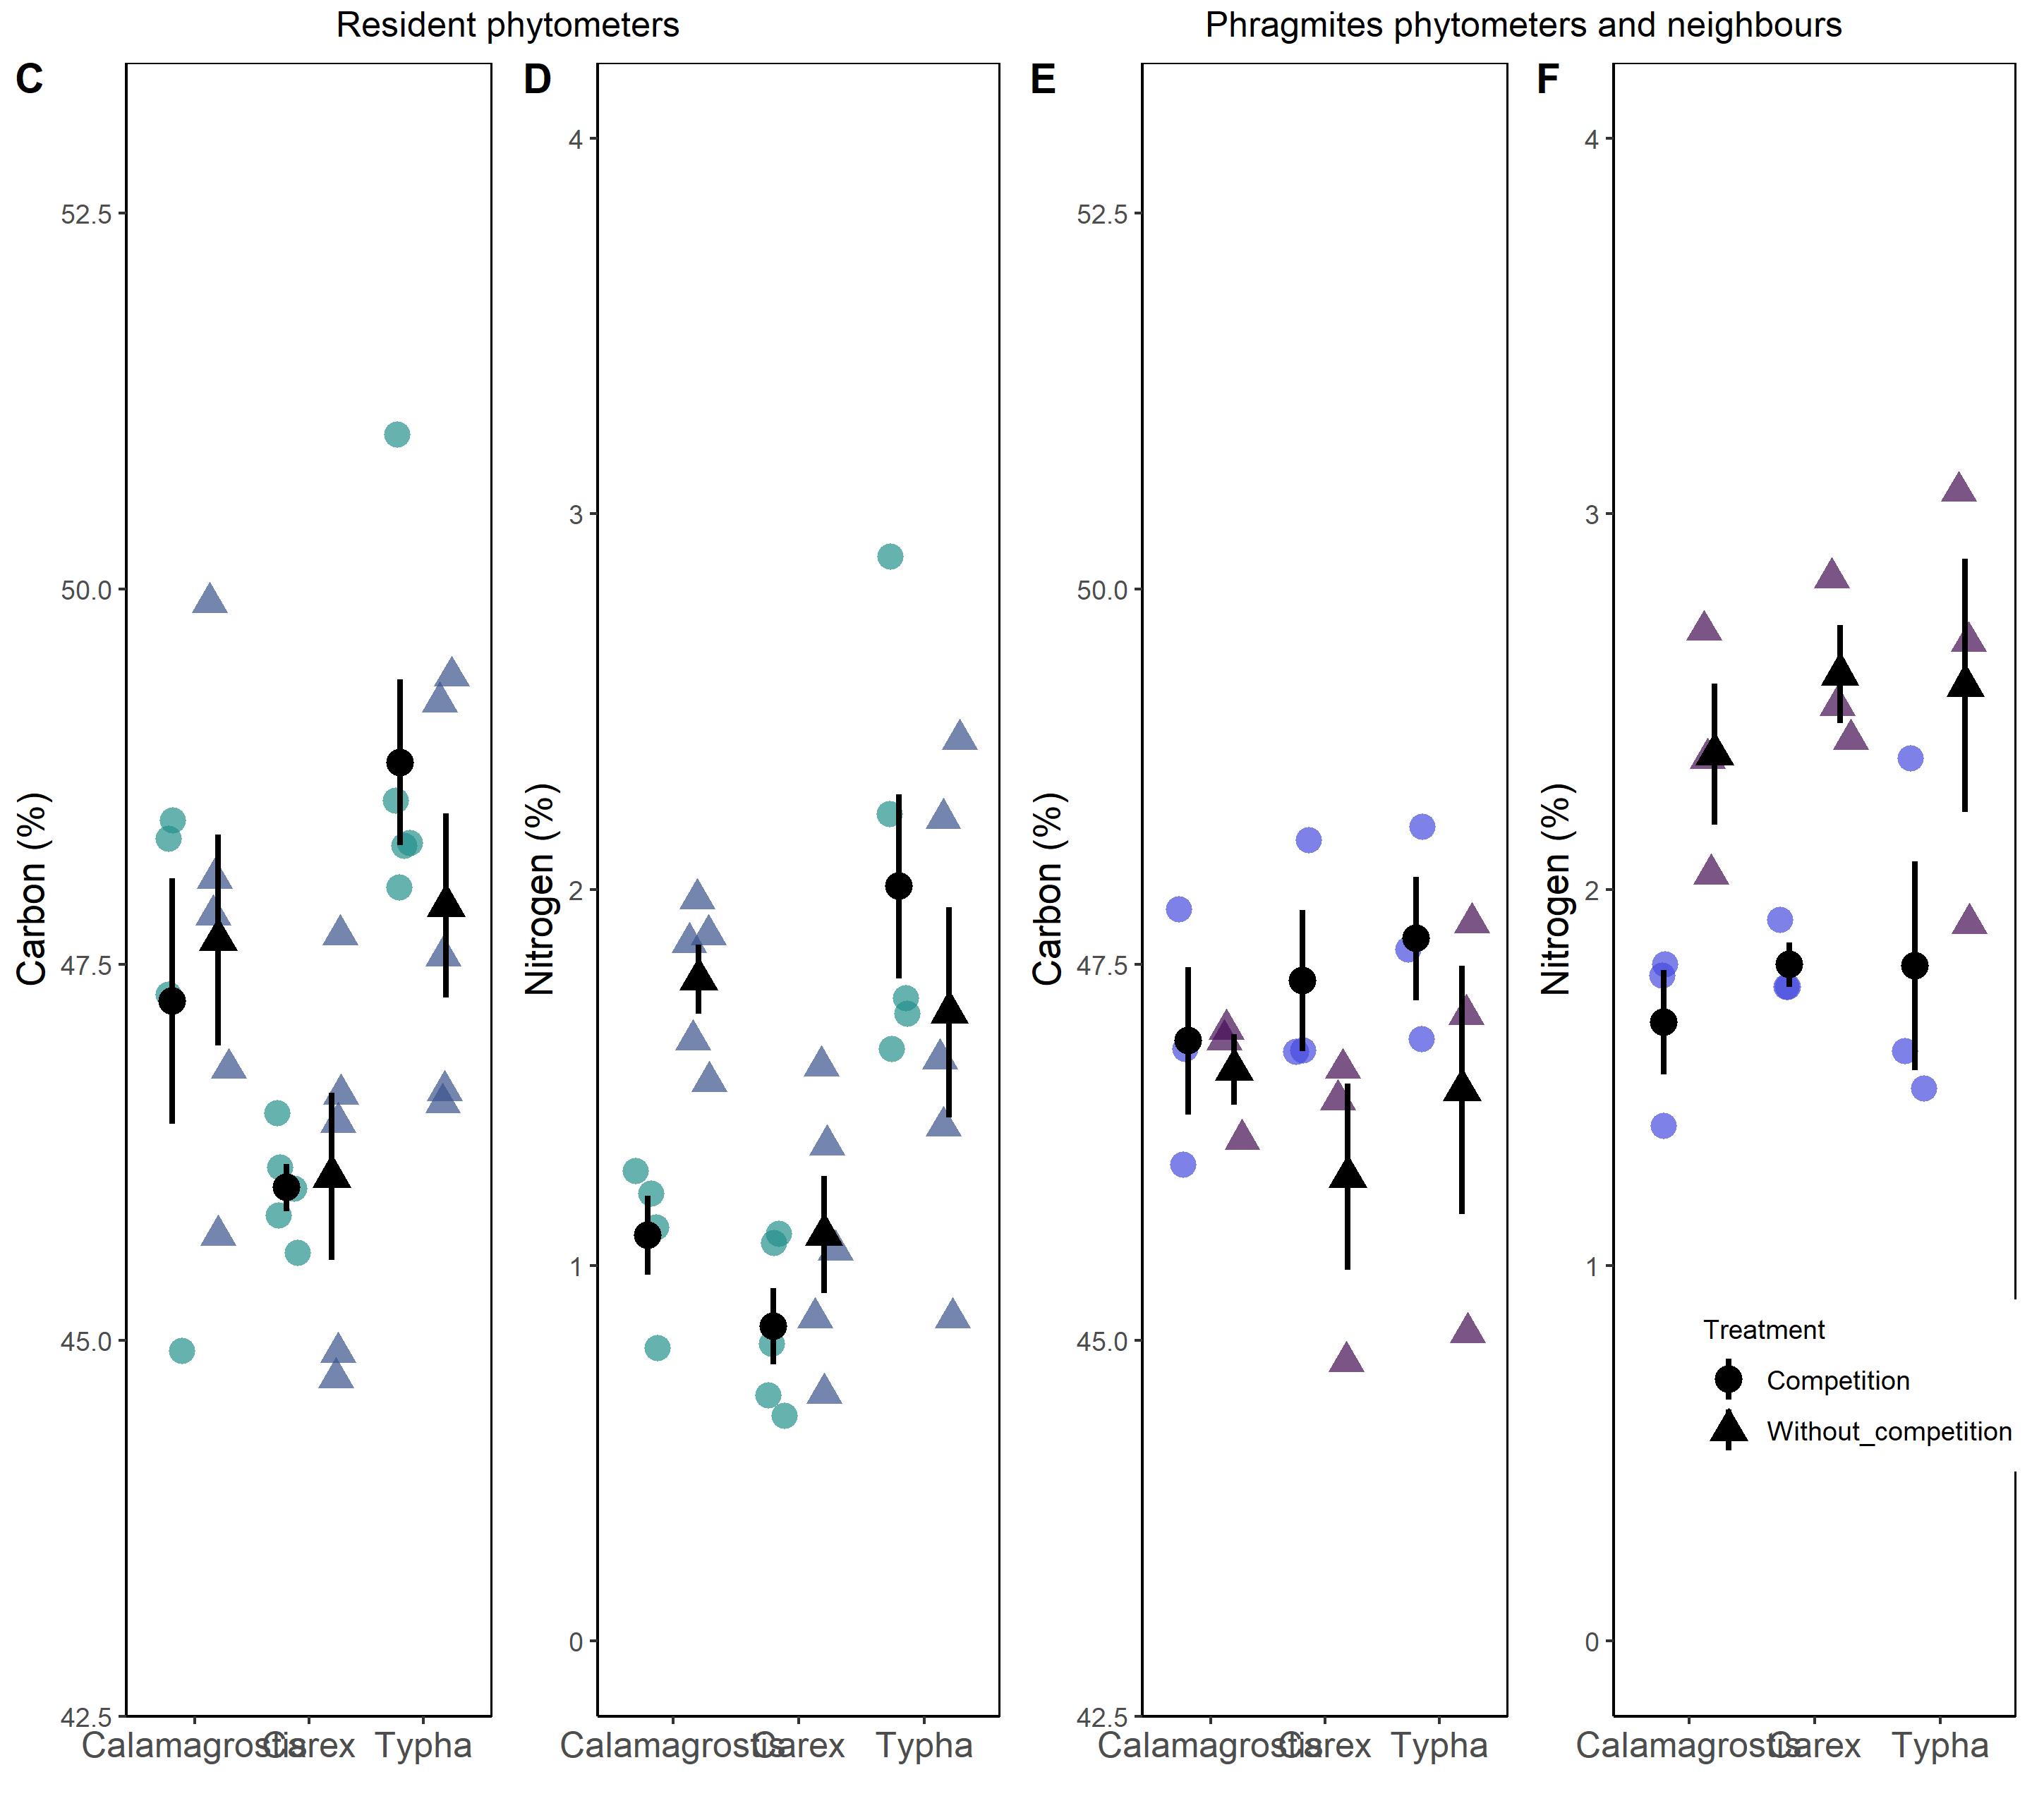 Resident phytometers
Phragmites phytometers and neighbours
C
Carbon (%)
52.5
50.0
47.5
45.0
42.5
Calamagrostis
Carex
Typha
D
Nitrogen (%)
4
3
2
1
0
Calamagrostis
Carex
Typha
E
Carbon (%)
52.5
50.0
47.5
45.0
42.5
Calamagrostis
Carex
Typha
F
Nitrogen (%)
4
3
2
1
0
Calamagrostis
Carex
Typha
Treatment
Competition
Without_competition